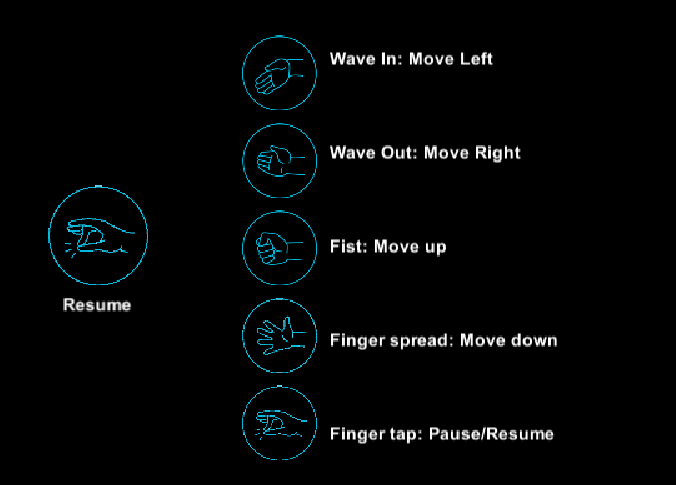 Wave In: Move Left
Wave Out: Move Right
Fist: Move up
Resume
Finger spread: Move down
Finger tap: Pause/Resume